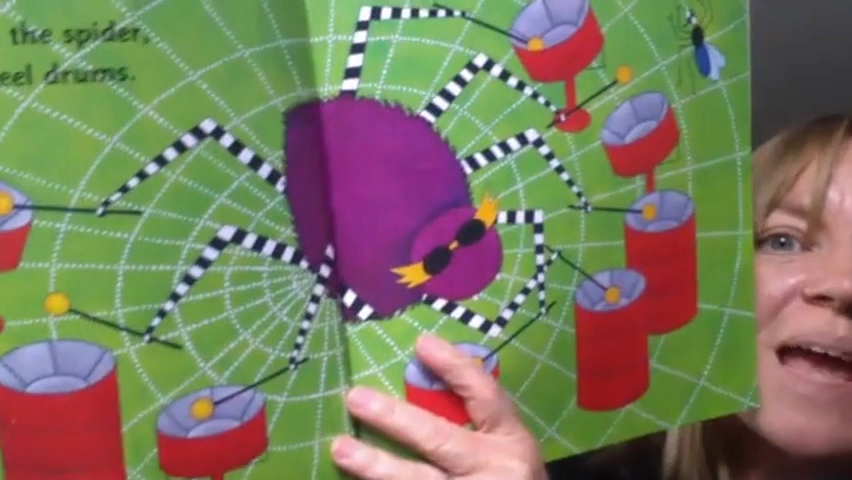 the spider,
eel drums.